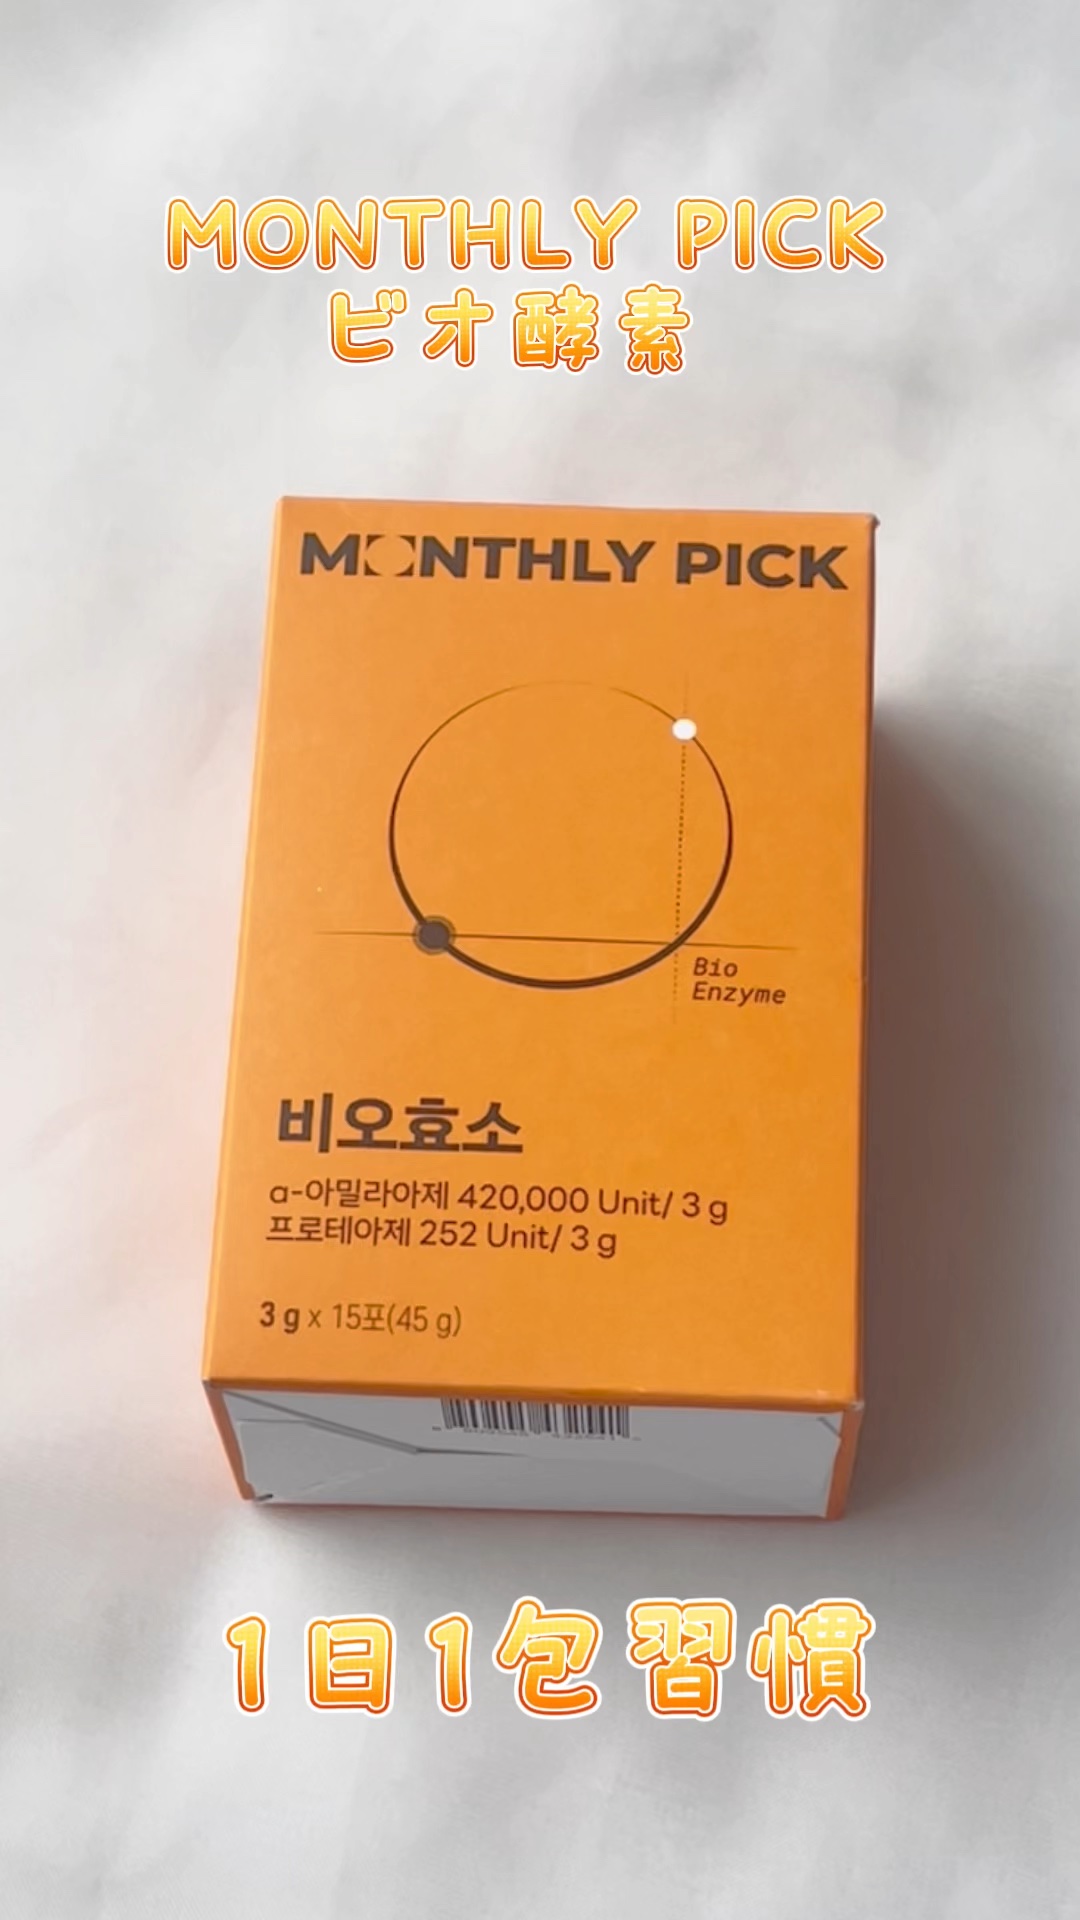 MONTHLY PICK
ビオ酵素
MONTHLY PICK
Bio
Enzyme
비오효소
α-아밀라아제 420,000 Unit/ 3 g
프로테아제 252 Unit/ 3 g
3 g x 15포(45 g)
1日1包習慣